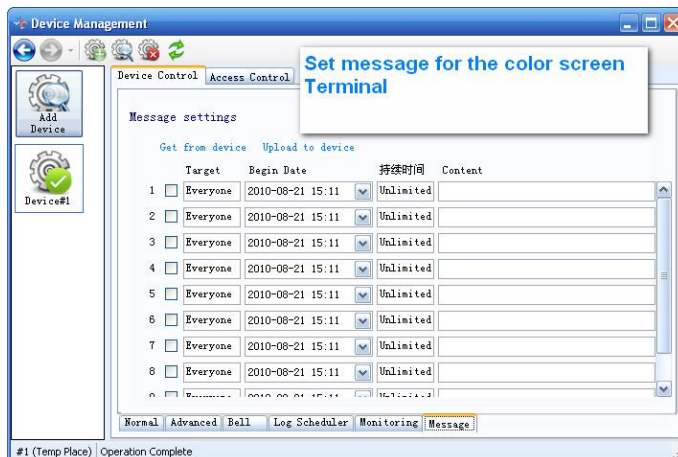 Device Management
Set message for the color screen
Terminal
Device Control Access Control
Add
Device
Device#1
Message settings
Get from device Upload to device
Target Begin Date 持续时间 Content
1 Everyone 2010-08-21 15:11 Unlimited
2 Everyone 2010-08-21 15:11 Unlimited
3 Everyone 2010-08-21 15:11 Unlimited
4 Everyone 2010-08-21 15:11 Unlimited
5 Everyone 2010-08-21 15:11 Unlimited
6 Everyone 2010-08-21 15:11 Unlimited
7 Everyone 2010-08-21 15:11 Unlimited
8 Everyone 2010-08-21 15:11 Unlimited
Normal Advanced Bell Log Scheduler Monitoring Message
#1 (Temp Place) Operation Complete